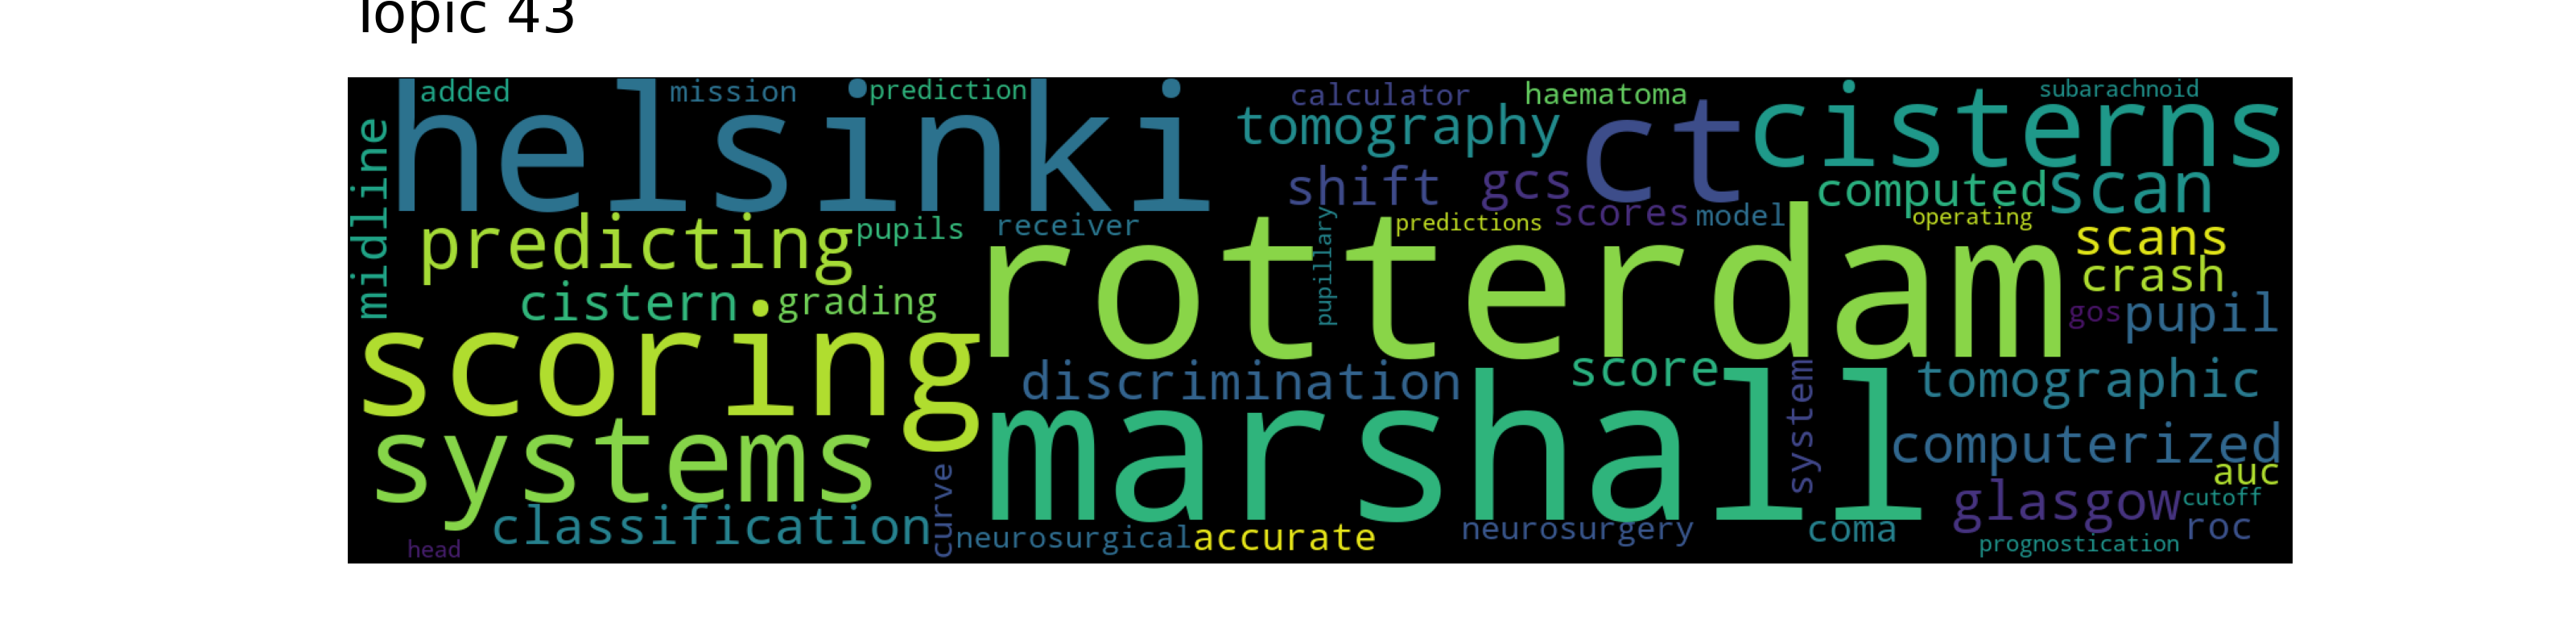 Topic 43
added
mission
prediction
calculator
haematoma
subarachnoid
helsinki
tomography
ct
cisterns
midline
shift
gcs
computed
scan
predicting
pupils
receiver
pupillary
predictions
scores
model
operating
scans
rotterdam
crash
cistern
grading
gos
pupil
scoring
discrimination
score
system
tomographic
systems
marshall
computerized
auc
classification
curve
glasgow
cutoff
head
neurosurgical
accurate
neurosurgery
coma
roc
prognostication